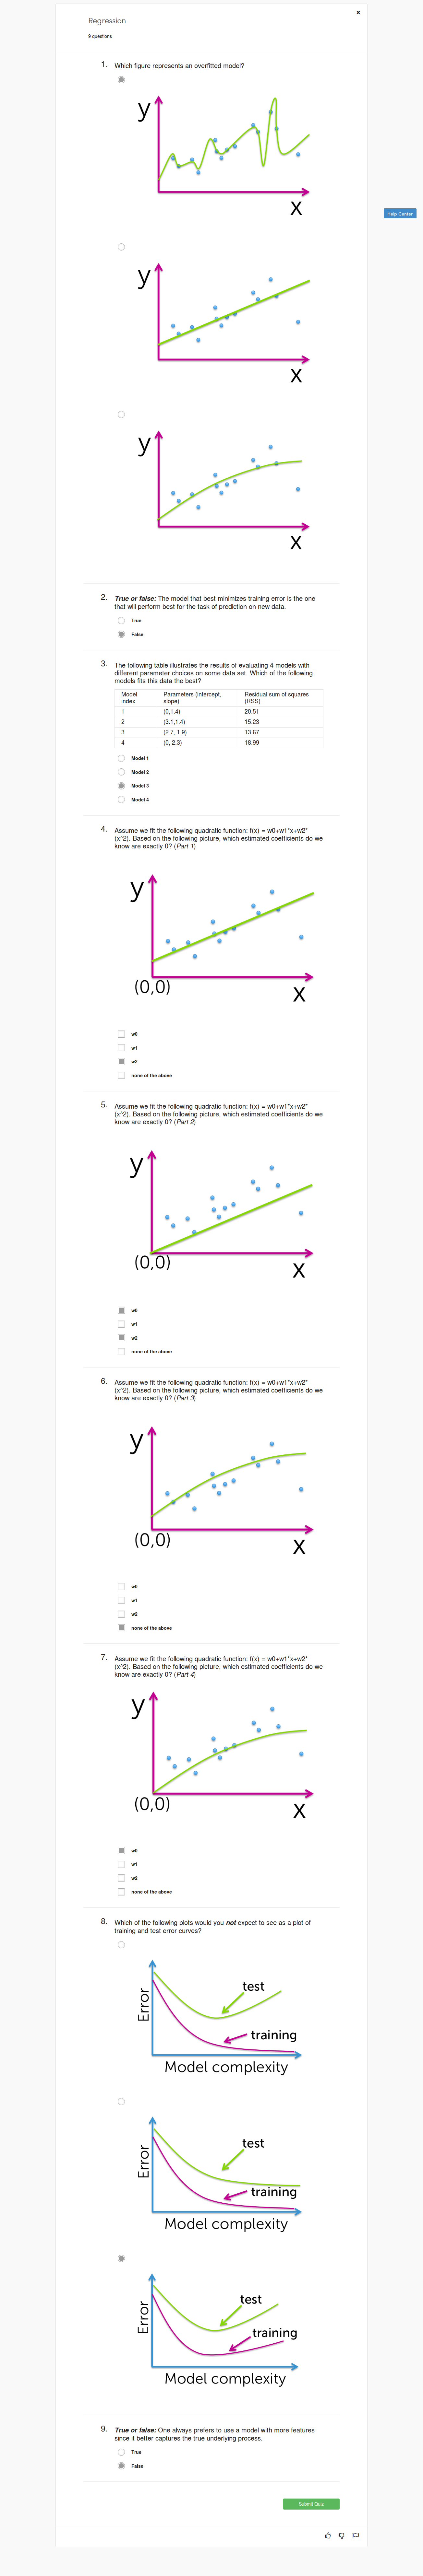 Regression
9 questions
Help Center
1. Which figure represents an overfitted model?
y
x
y
x
y
x
2. True or false: The model that best minimizes training error is the one
that will perform best for the task of prediction on new data.
True
False
3. The following table illustrates the results of evaluating 4 models with
different parameter choices on some data set. Which of the following
models fits this data the best?
Model index Parameters (intercept, slope) Residual sum of squares (RSS)
1 (0,1.4) 20.51
2 (3.1,1.4) 15.23
3 (2.7, 1.9) 13.67
4 (0, 2.3) 18.99
Model 1
Model 2
Model 3
Model 4
4. Assume we fit the following quadratic function: f(x) = w0+w1*x+w2*
(x^2). Based on the following picture, which estimated coefficients do we
know are exactly 0? (Part 1)
y
(0,0)
x
w0
w1
w2
none of the above
5. Assume we fit the following quadratic function: f(x) = w0+w1*x+w2*
(x^2). Based on the following picture, which estimated coefficients do we
know are exactly 0? (Part 2)
y
(0,0)
x
w0
w1
w2
none of the above
6. Assume we fit the following quadratic function: f(x) = w0+w1*x+w2*
(x^2). Based on the following picture, which estimated coefficients do we
know are exactly 0? (Part 3)
y
(0,0)
x
w0
w1
w2
none of the above
7. Assume we fit the following quadratic function: f(x) = w0+w1*x+w2*
(x^2). Based on the following picture, which estimated coefficients do we
know are exactly 0? (Part 4)
y
(0,0)
x
w0
w1
w2
none of the above
8. Which of the following plots would you not expect to see as a plot of
training and test error curves?
Error
test
training
Model complexity
Error
test
training
Model complexity
Error
test
training
Model complexity
9. True or false: One always prefers to use a model with more features
since it better captures the true underlying process.
True
False
Submit Quiz